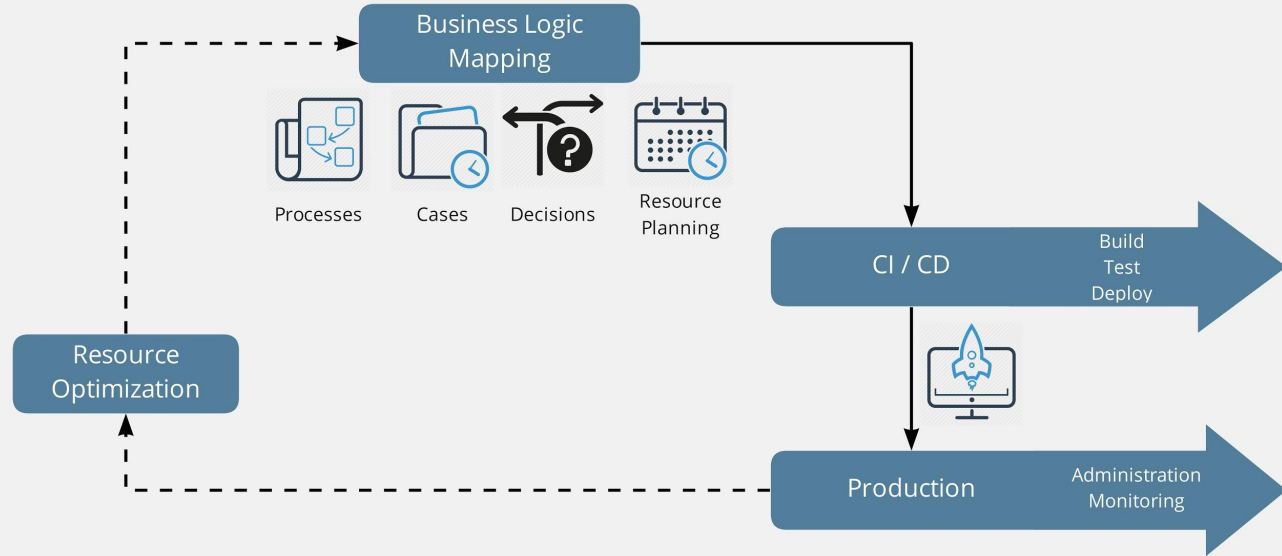 Business Logic
Mapping
Processes
Cases
Decisions
Resource
Planning
CI / CD
Build
Test
Deploy
Resource
Optimization
Production
Administration
Monitoring